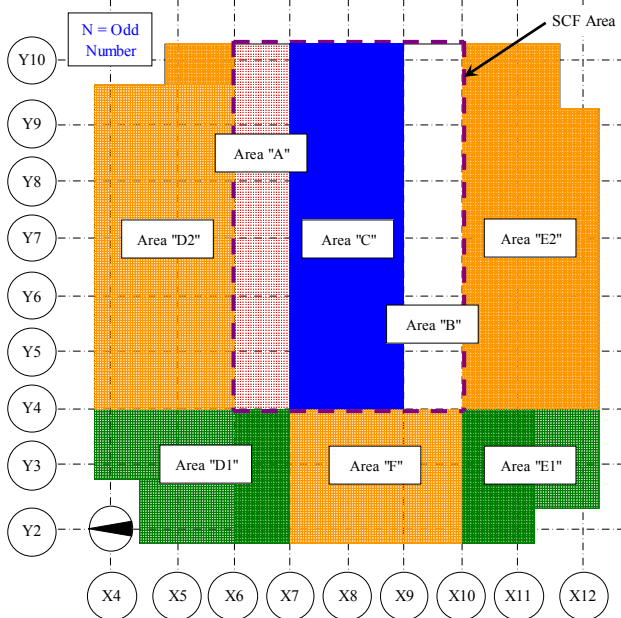 N = Odd
Number
SCF Area
Y10
Y9
Area "A"
Y8
Y7
Area "D2"
Area "C"
Area "E2"
Y6
Area "B"
Y5
Y4
Y3
Area "D1"
Area "F"
Area "E1"
Y2
X4
X5
X6
X7
X8
X9
X10
X11
X12